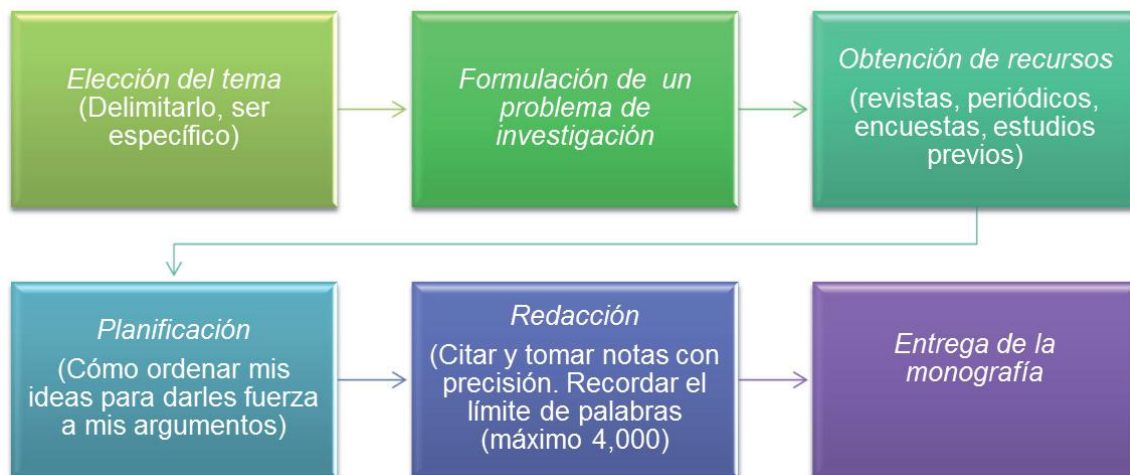 Elección del tema
(Delimitarlo, ser
específico)
Formulación de un
problema de
investigación
Obtención de recursos
(revistas, periódicos,
encuestas, estudios
previos)
Planificación
(Cómo ordenar mis
ideas para darles fuerza
a mis argumentos)
Redacción
(Citar y tomar notas con
precisión. Recordar el
límite de palabras
(máximo 4,000)
Entrega de la
monografía